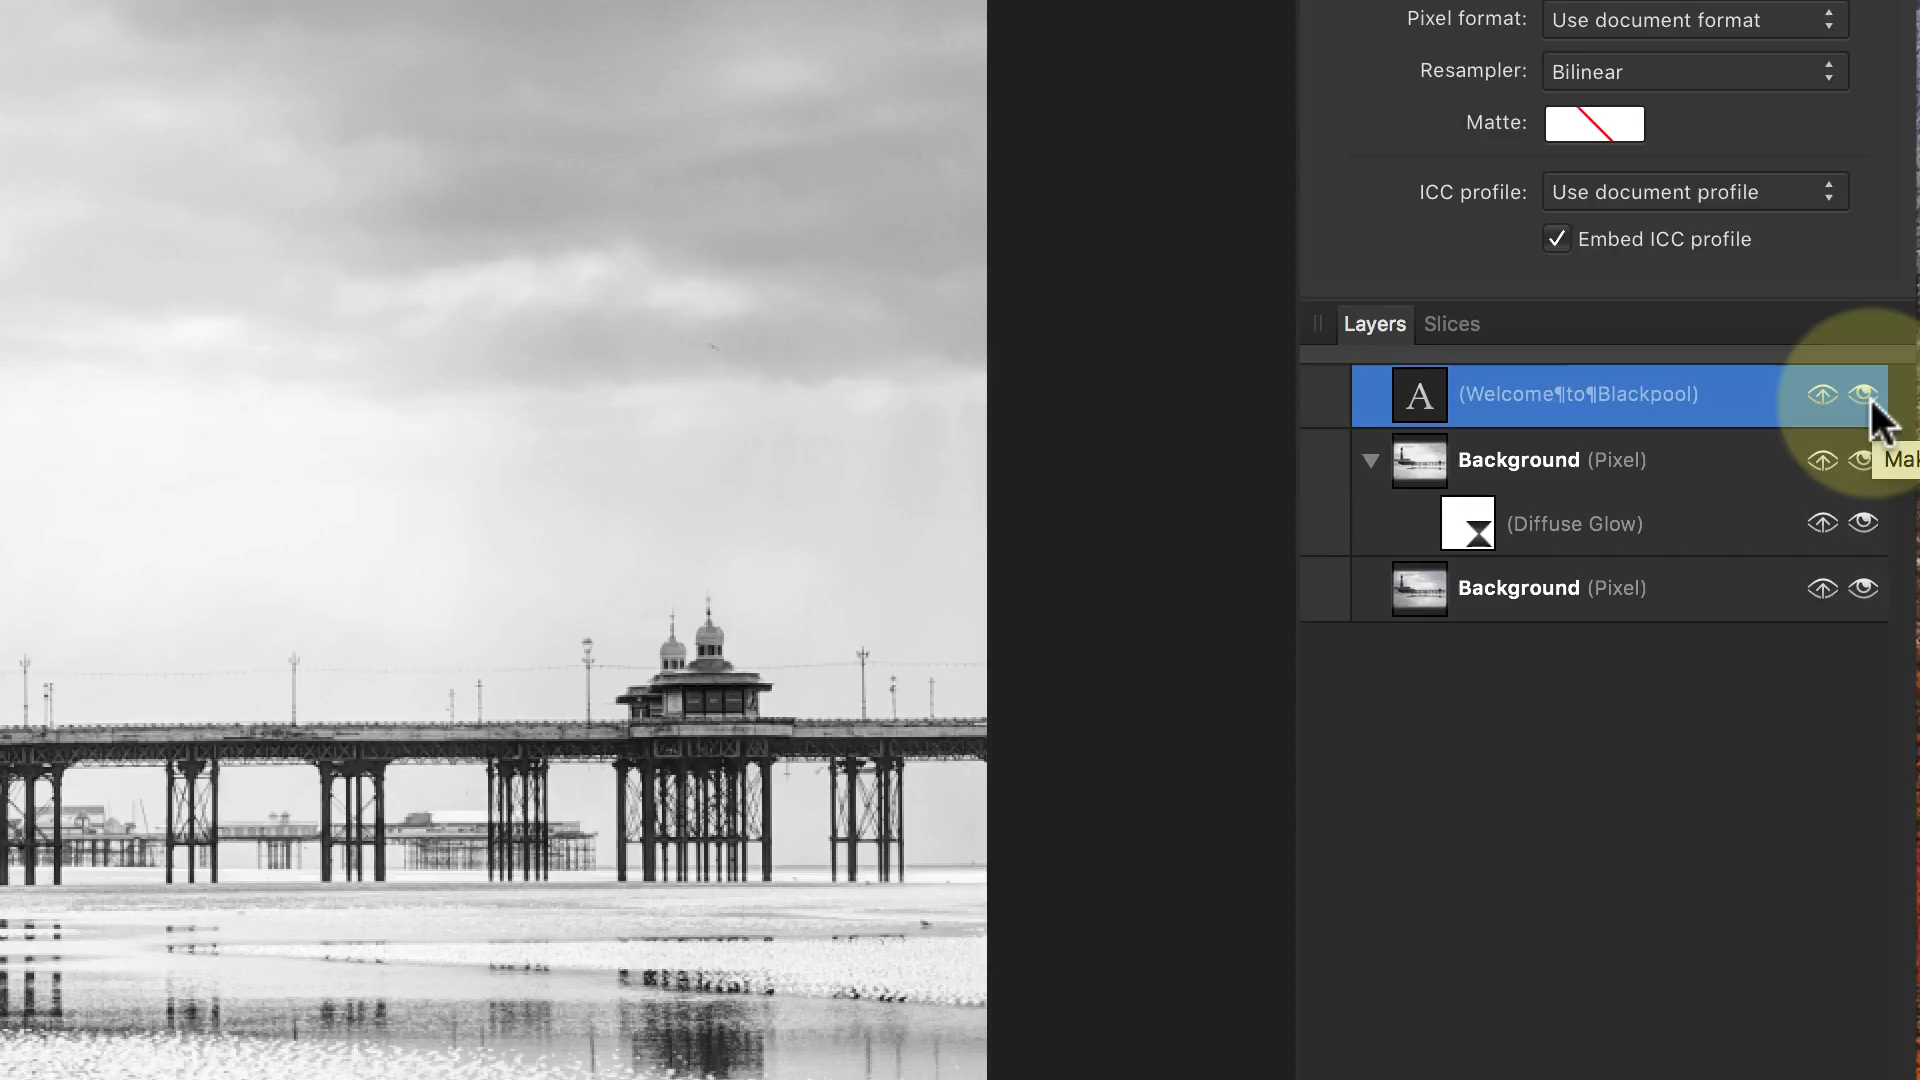 Pixel format: Use document format
Resampler: Bilinear
Matte:
ICC profile: Use document profile
Embed ICC profile
Layers Slices
A (Welcome¶to¶Blackpool)
Background (Pixel)
(Diffuse Glow)
Background (Pixel)